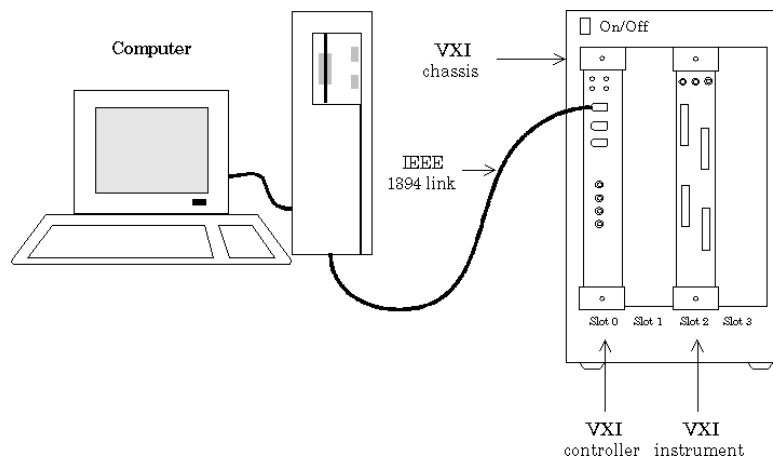 Computer
On/Off
VXI
chassis
IEEE
1394 link
Slot 0 Slot 1 Slot 2 Slot 3
VXI
controller
VXI
instrument